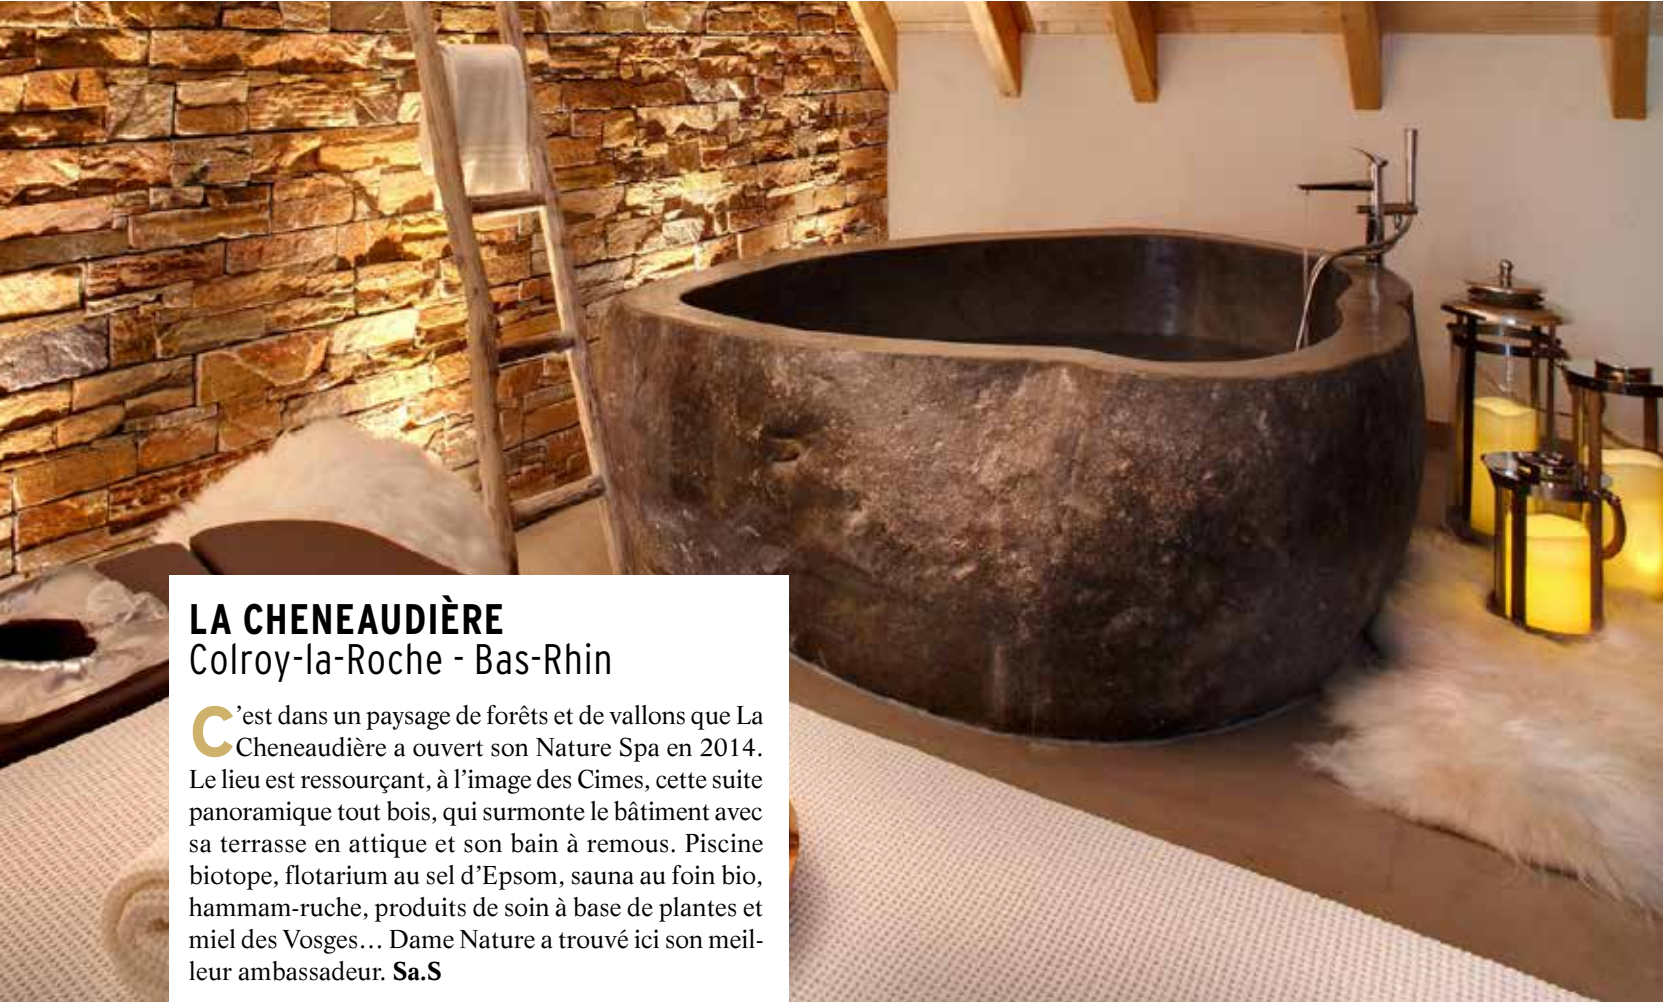 LA CHENEAUDIÈRE
Colroy-la-Roche - Bas-Rhin
C’est dans un paysage de forêts et de vallons que La
Cheneaudière a ouvert son Nature Spa en 2014.
Le lieu est ressourçant, à l’image des Cimes, cette suite
panoramique tout bois, qui surmonte le bâtiment avec
sa terrasse en attique et son bain à remous. Piscine
biotope, flotarium au sel d’Epsom, sauna au foin bio,
hammam-ruche, produits de soin à base de plantes et
miel des Vosges… Dame Nature a trouvé ici son meil-
leur ambassadeur. Sa.S